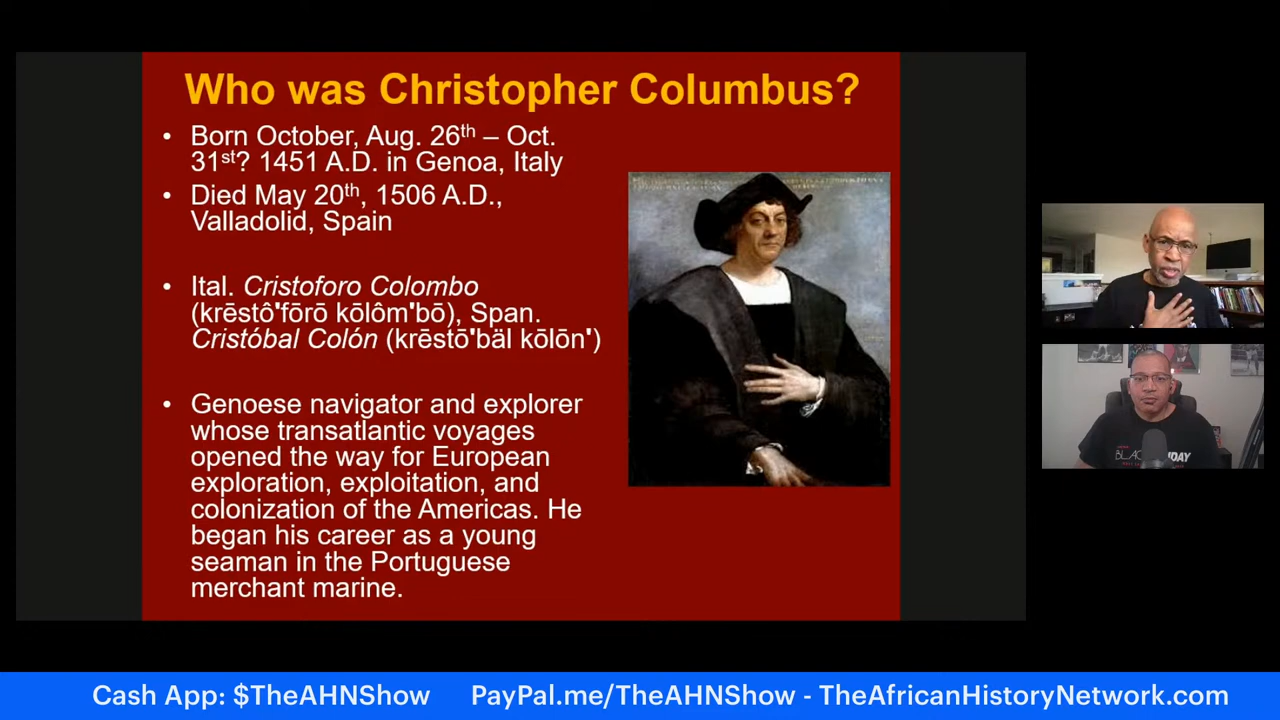 Who was Christopher Columbus?
• Born October, Aug. 26th – Oct.
31st? 1451 A.D. in Genoa, Italy
• Died May 20th, 1506 A.D.,
Valladolid, Spain
• Ital. Cristoforo Colombo
(krēstô'fōrō kōlôm'bō), Span.
Cristóbal Colón (krēstō'bäl kōlōn')
• Genoese navigator and explorer
whose transatlantic voyages
opened the way for European
exploration, exploitation, and
colonization of the Americas. He
began his career as a young
seaman in the Portuguese
merchant marine.
Cash App: $TheAHNShow PayPal.me/TheAHNShow - TheAfricanHistoryNetwork.com